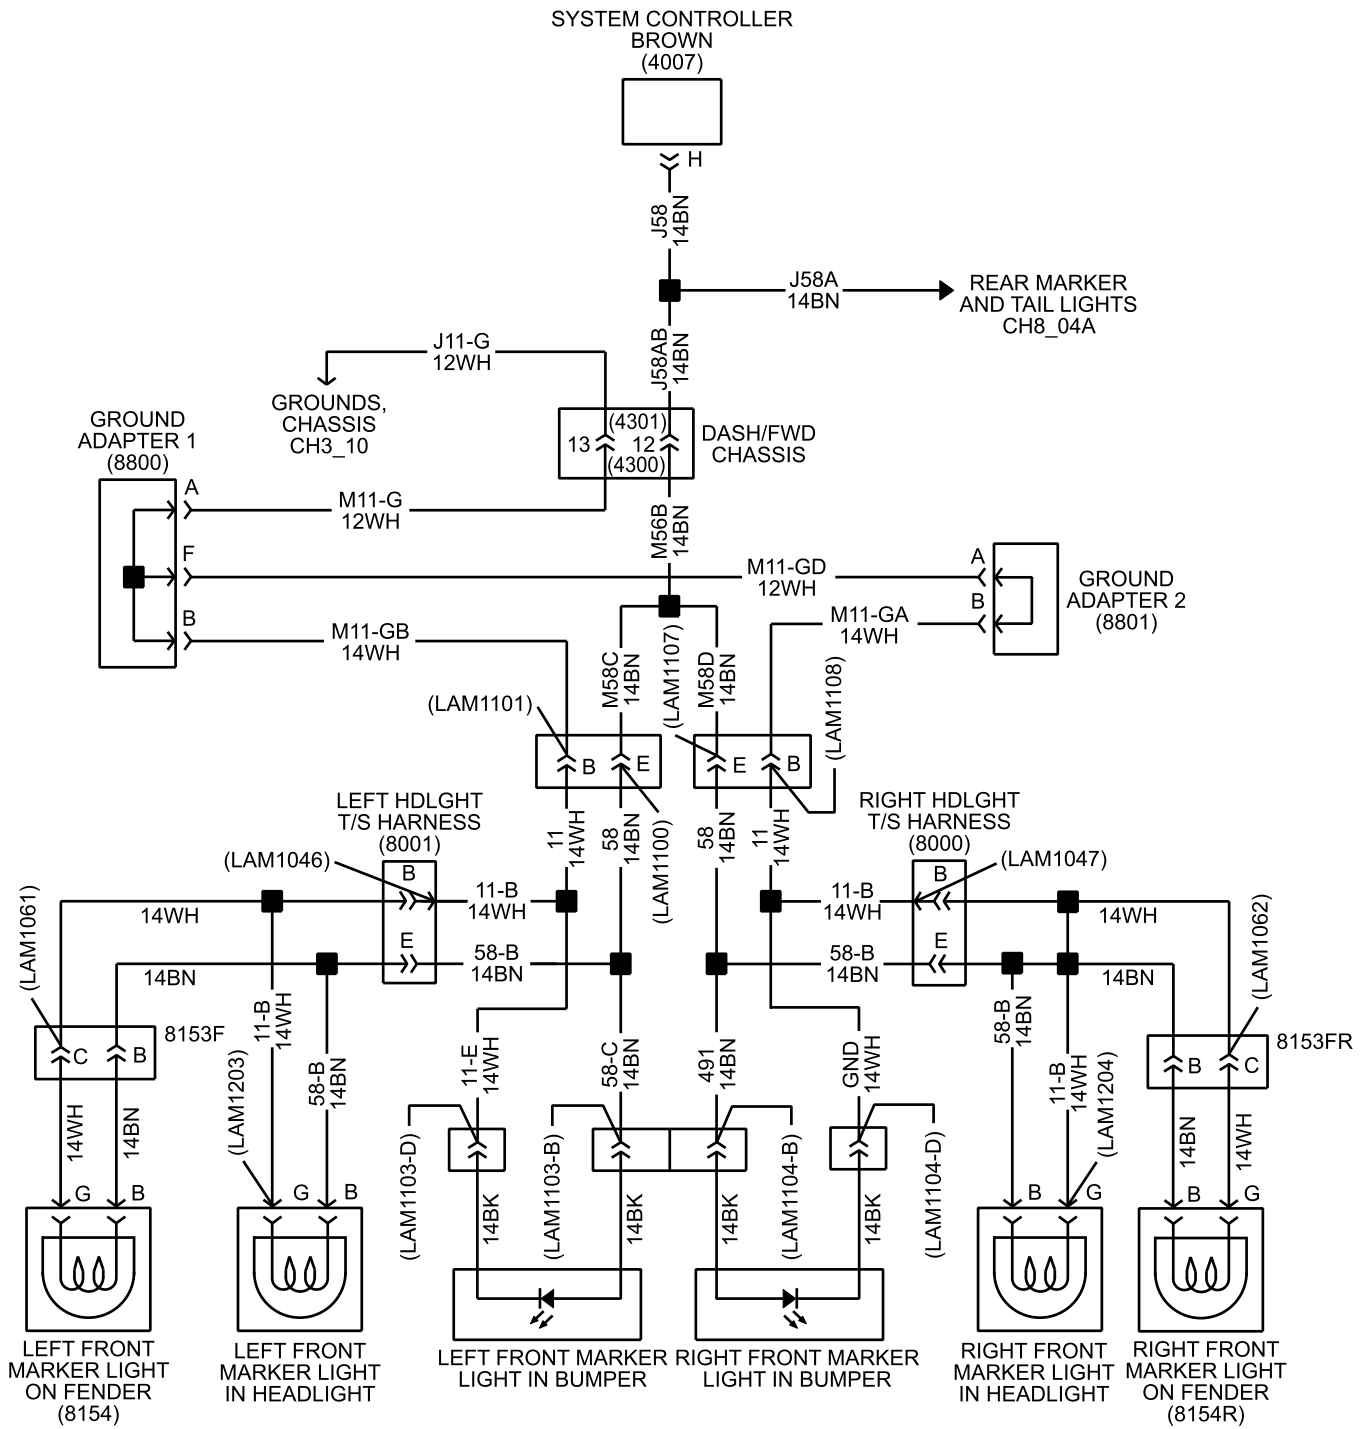 SYSTEM CONTROLLER
BROWN
(4007)
H
J58
14BN
J58A
14BN
REAR MARKER
AND TAIL LIGHTS
CH8_04A
J58AB
14BN
J11-G
12WH
GROUNDS,
CHASSIS
CH3_10
(4301)
13
12
(4300)
DASH/FWD
CHASSIS
GROUND
ADAPTER 1
(8800)
A
M11-G
12WH
M56B
14BN
F
M11-GD
12WH
A
GROUND
ADAPTER 2
(8801)
B
B
M11-GB
14WH
M11-GA
14WH
M58C
14BN
(LAM1107)
M58D
14BN
(LAM1108)
(LAM1101)
B
E
E
B
LEFT HDLGHT
T/S HARNESS
(8001)
RIGHT HDLGHT
T/S HARNESS
(8000)
11
14WH
58
14BN
(LAM1100)
58
14BN
11
14WH
(LAM1046)
B
(LAM1047)
B
(LAM1061)
14WH
11-B
14WH
11-B
14WH
14WH
(LAM1062)
E
58-B
14BN
58-B
14BN
E
14BN
14BN
11-B
14WH
58-B
14BN
8153F
C
B
8153FR
B
C
(LAM1203)
58-B
14BN
11-E
14WH
58-C
14BN
491
14BN
GND
14WH
11-B
14WH
(LAM1204)
14WH
14BN
(LAM1103-D)
(LAM1103-B)
(LAM1104-B)
(LAM1104-D)
14BN
14WH
14BK
14BK
14BK
14BK
G
B
G
B
B
G
B
G
LEFT FRONT
MARKER LIGHT
ON FENDER
(8154)
LEFT FRONT
MARKER LIGHT
IN HEADLIGHT
LEFT FRONT MARKER
LIGHT IN BUMPER
RIGHT FRONT MARKER
LIGHT IN BUMPER
RIGHT FRONT
MARKER LIGHT
IN HEADLIGHT
RIGHT FRONT
MARKER LIGHT
ON FENDER
(8154R)